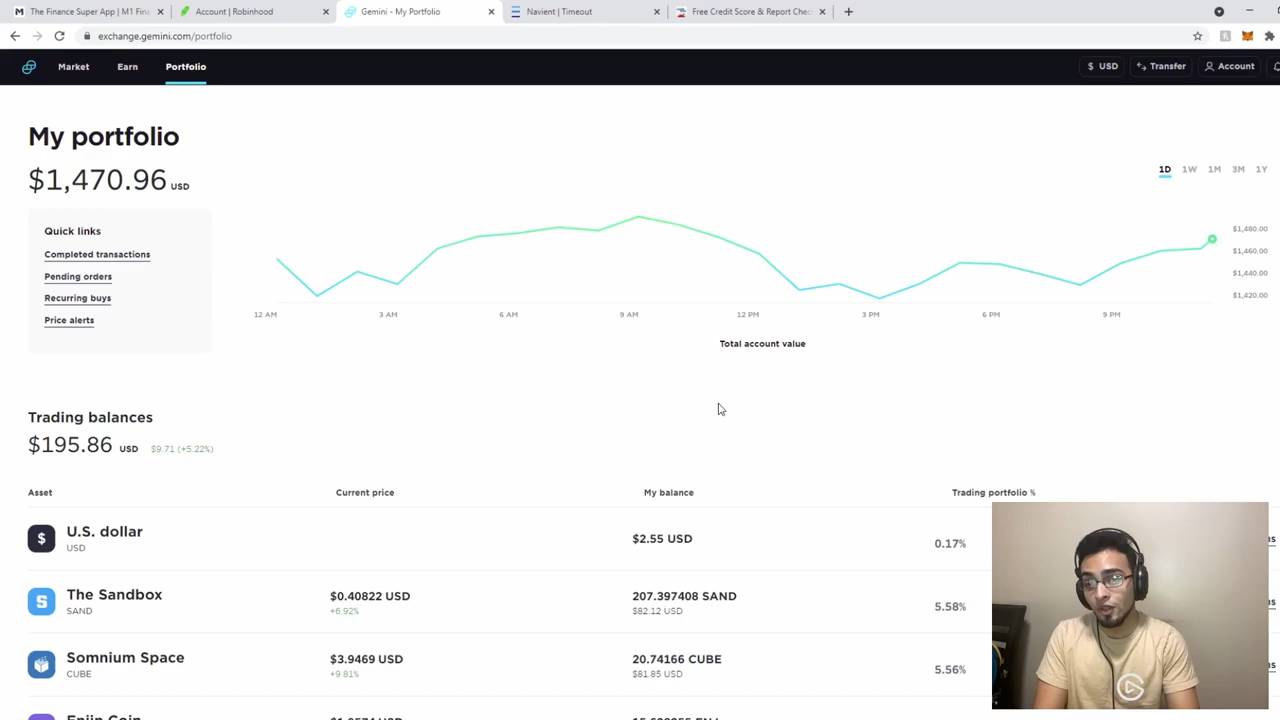 The Finance Super App | M1 Fina
Account | Robinhood
Gemini - My Portfolio
Navient | Timeout
Free Credit Score & Report Chec
exchange.gemini.com/portfolio
Market
Earn
Portfolio
$ USD
Transfer
Account
My portfolio
$1,470.96 USD
1D 1W 1M 3M 1Y
Quick links
Completed transactions
Pending orders
Recurring buys
Price alerts
$1,480.00
$1,460.00
$1,440.00
$1,420.00
12 AM 3 AM 6 AM 9 AM 12 PM 3 PM 6 PM 9 PM
Total account value
Trading balances
$195.86 USD $9.71 (+5.22%)
Asset Current price My balance Trading portfolio %
U.S. dollar
USD
$2.55 USD
0.17%
The Sandbox
SAND
$0.40822 USD
+6.92%
207.397408 SAND
$82.12 USD
5.58%
Somnium Space
CUBE
$3.9469 USD
+9.81%
20.74166 CUBE
$81.85 USD
5.56%
Enjin Coin